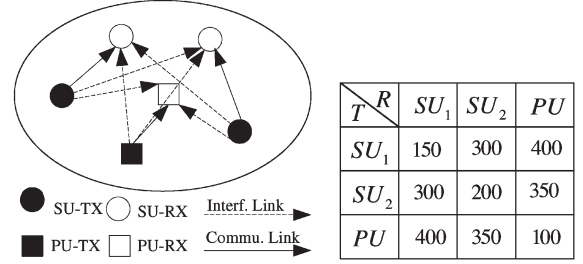 T R SU1 SU2 PU
SU1 150 300 400
SU2 300 200 350
PU 400 350 100
SU-TX SU-RX Interf. Link
PU-TX PU-RX Commu. Link